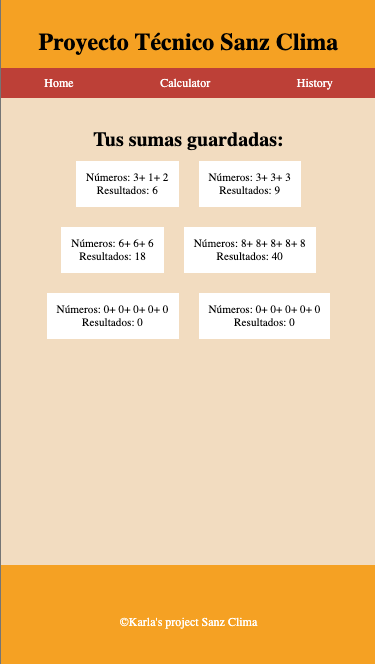 Proyecto Técnico Sanz Clima
Home Calculator History
Tus sumas guardadas:
Números: 3+ 1+ 2
Resultados: 6
Números: 3+ 3+ 3
Resultados: 9
Números: 6+ 6+ 6
Resultados: 18
Números: 8+ 8+ 8+ 8+ 8
Resultados: 40
Números: 0+ 0+ 0+ 0+ 0
Resultados: 0
Números: 0+ 0+ 0+ 0+ 0
Resultados: 0
©Karla's project Sanz Clima